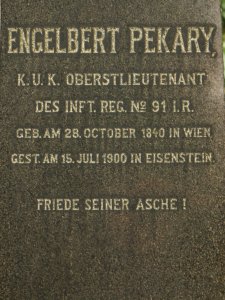 ENGELBERT PEKARY,
K. U. K. OBERSTLIEUTENANT
DES INFT. REG. № 91 I. R.
GEB. AM 28. OCTOBER 1840 IN WIEN,
GEST. AM 15. JULI 1900 IN EISENSTEIN.
FRIEDE SEINER ASCHE !